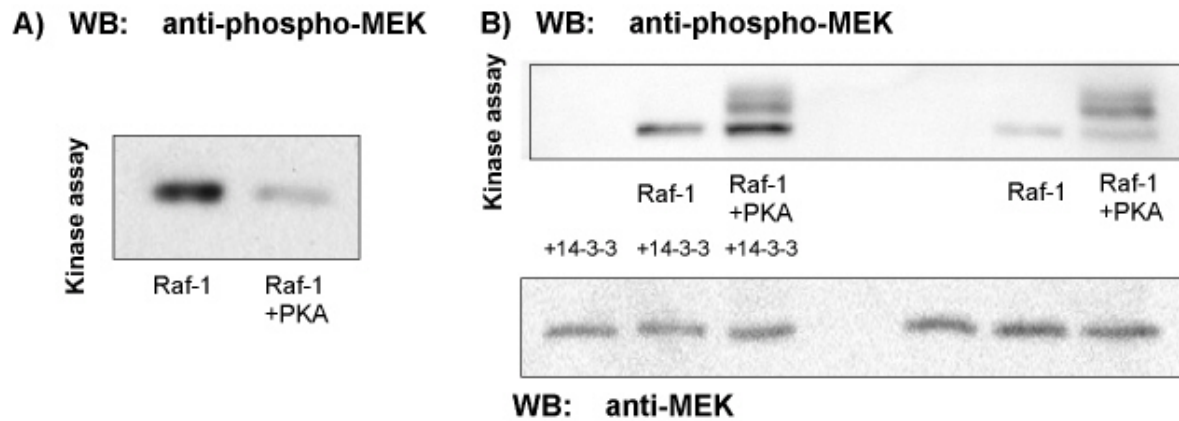 A) WB: anti-phospho-MEK
Kinase assay
Raf-1
Raf-1
+PKA
B) WB: anti-phospho-MEK
Kinase assay
Raf-1
Raf-1
+PKA
Raf-1
Raf-1
+PKA
+14-3-3 +14-3-3 +14-3-3
WB: anti-MEK